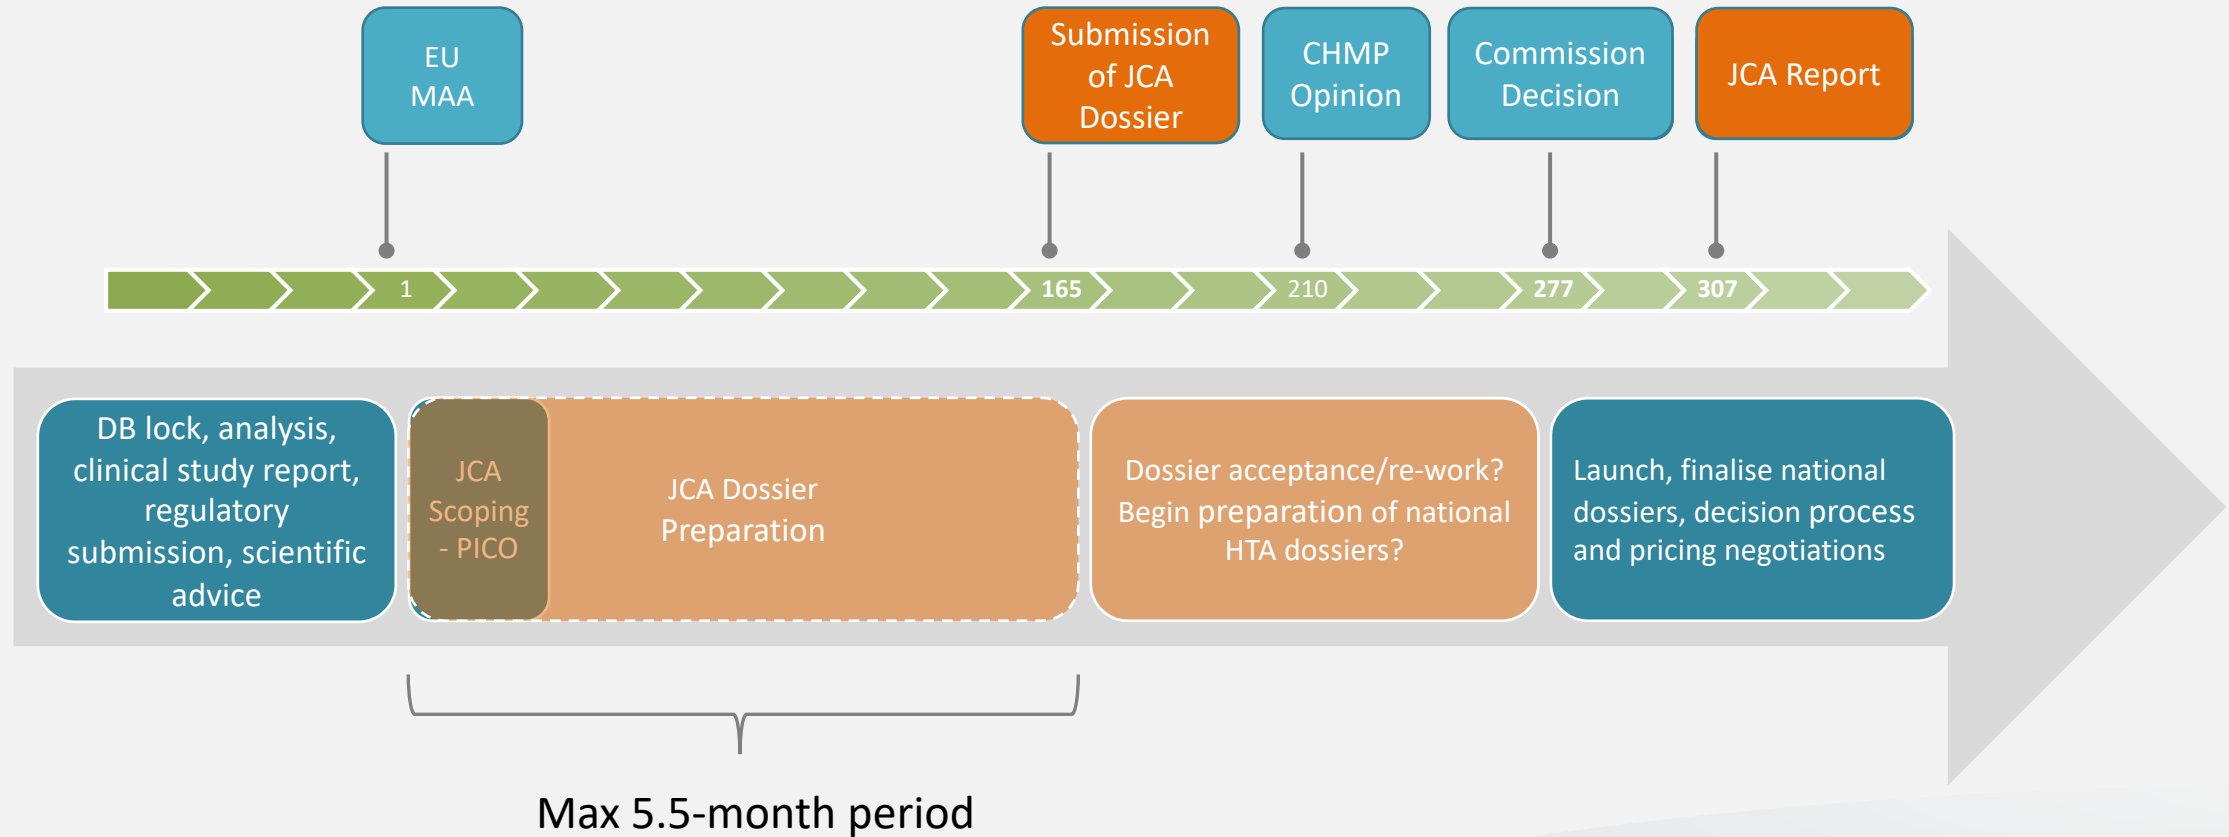 EU
MAA
Submission
of JCA
Dossier
CHMP
Opinion
Commission
Decision
JCA Report
1
165
210
277
307
DB lock, analysis,
clinical study report,
regulatory
submission, scientific
advice
JCA
Scoping
- PICO
JCA Dossier
Preparation
Dossier acceptance/re-work?
Begin preparation of national
HTA dossiers?
Launch, finalise national
dossiers, decision process
and pricing negotiations
Max 5.5-month period